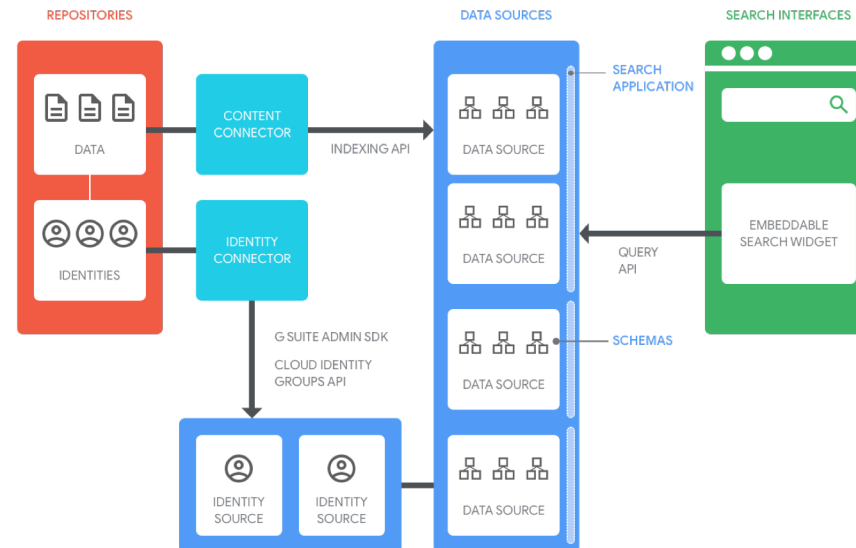 REPOSITORIES
DATA SOURCES
SEARCH INTERFACES
DATA
IDENTITIES
CONTENT
CONNECTOR
IDENTITY
CONNECTOR
INDEXING API
G SUITE ADMIN SDK
CLOUD IDENTITY
GROUPS API
IDENTITY
SOURCE
IDENTITY
SOURCE
DATA SOURCE
DATA SOURCE
DATA SOURCE
DATA SOURCE
SEARCH
APPLICATION
QUERY
API
SCHEMAS
EMBEDDABLE
SEARCH WIDGET